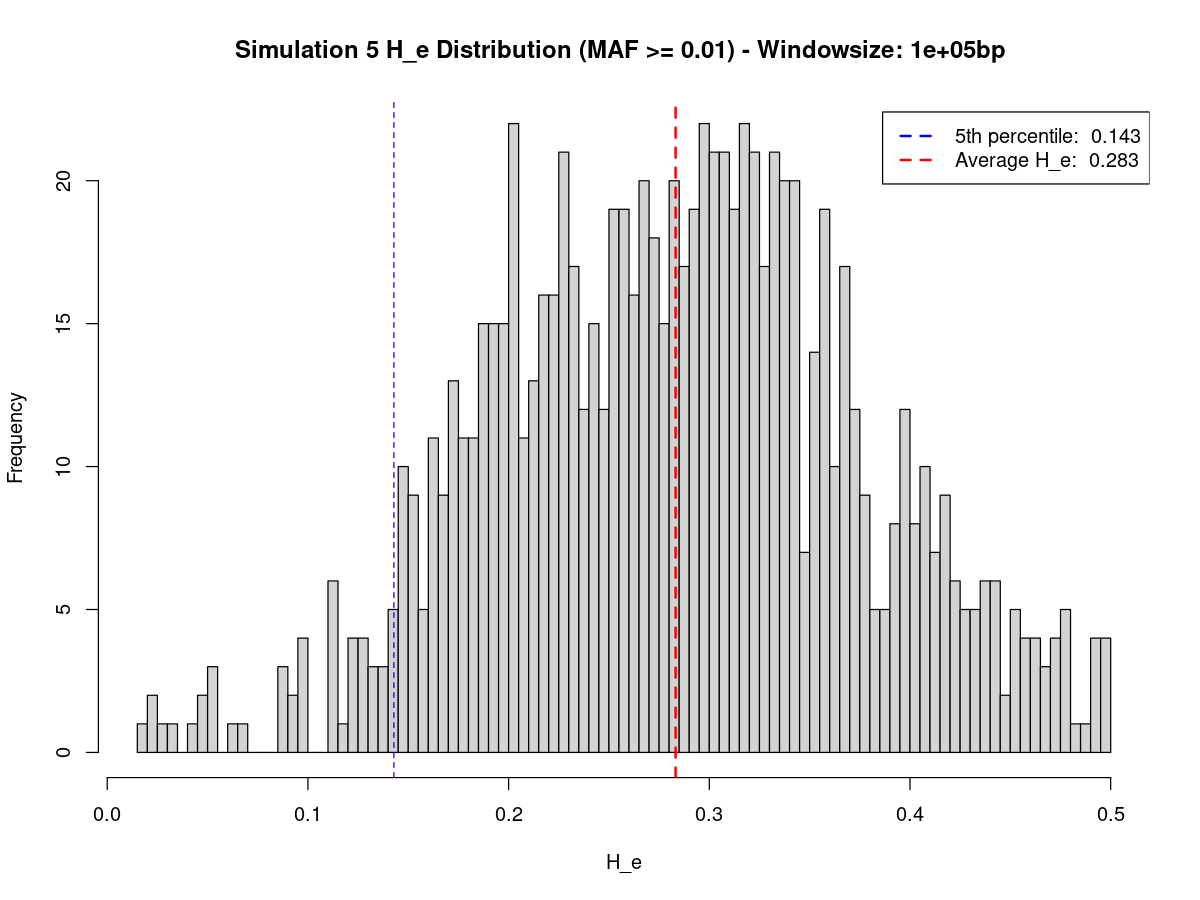 Simulation 5 H_e Distribution (MAF >= 0.01) - Windowsize: 1e+05bp
5th percentile:  0.143
Average H_e:  0.283
Frequency
20
15
10
5
0
0.0 0.1 0.2 0.3 0.4 0.5
H_e